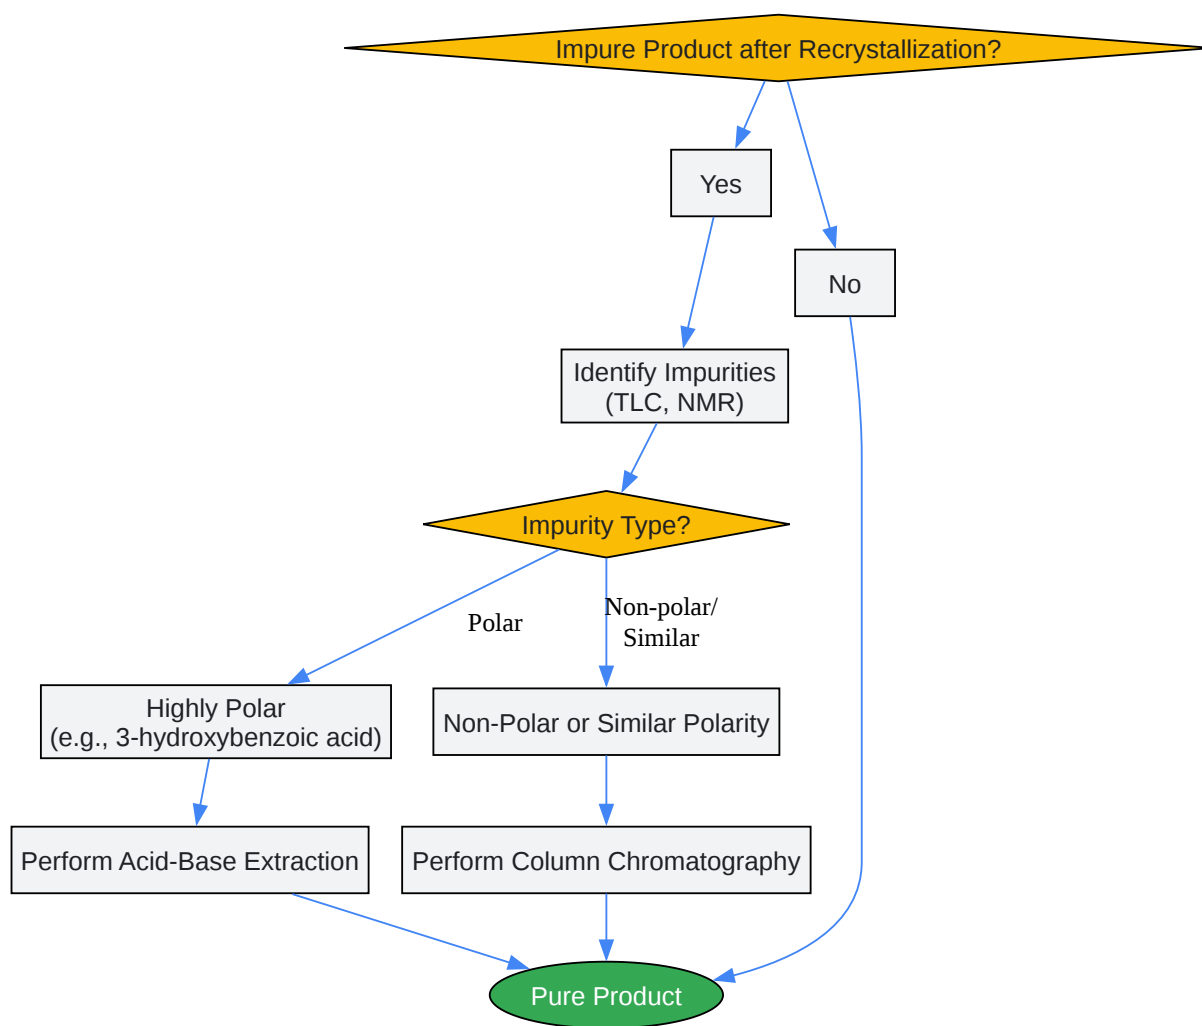 Impure Product after Recrystallization?
Yes
No
Identify Impurities
(TLC, NMR)
Impurity Type?
Polar
Non-polar/
Similar
Highly Polar
(e.g., 3-hydroxybenzoic acid)
Non-Polar or Similar Polarity
Perform Acid-Base Extraction
Perform Column Chromatography
Pure Product